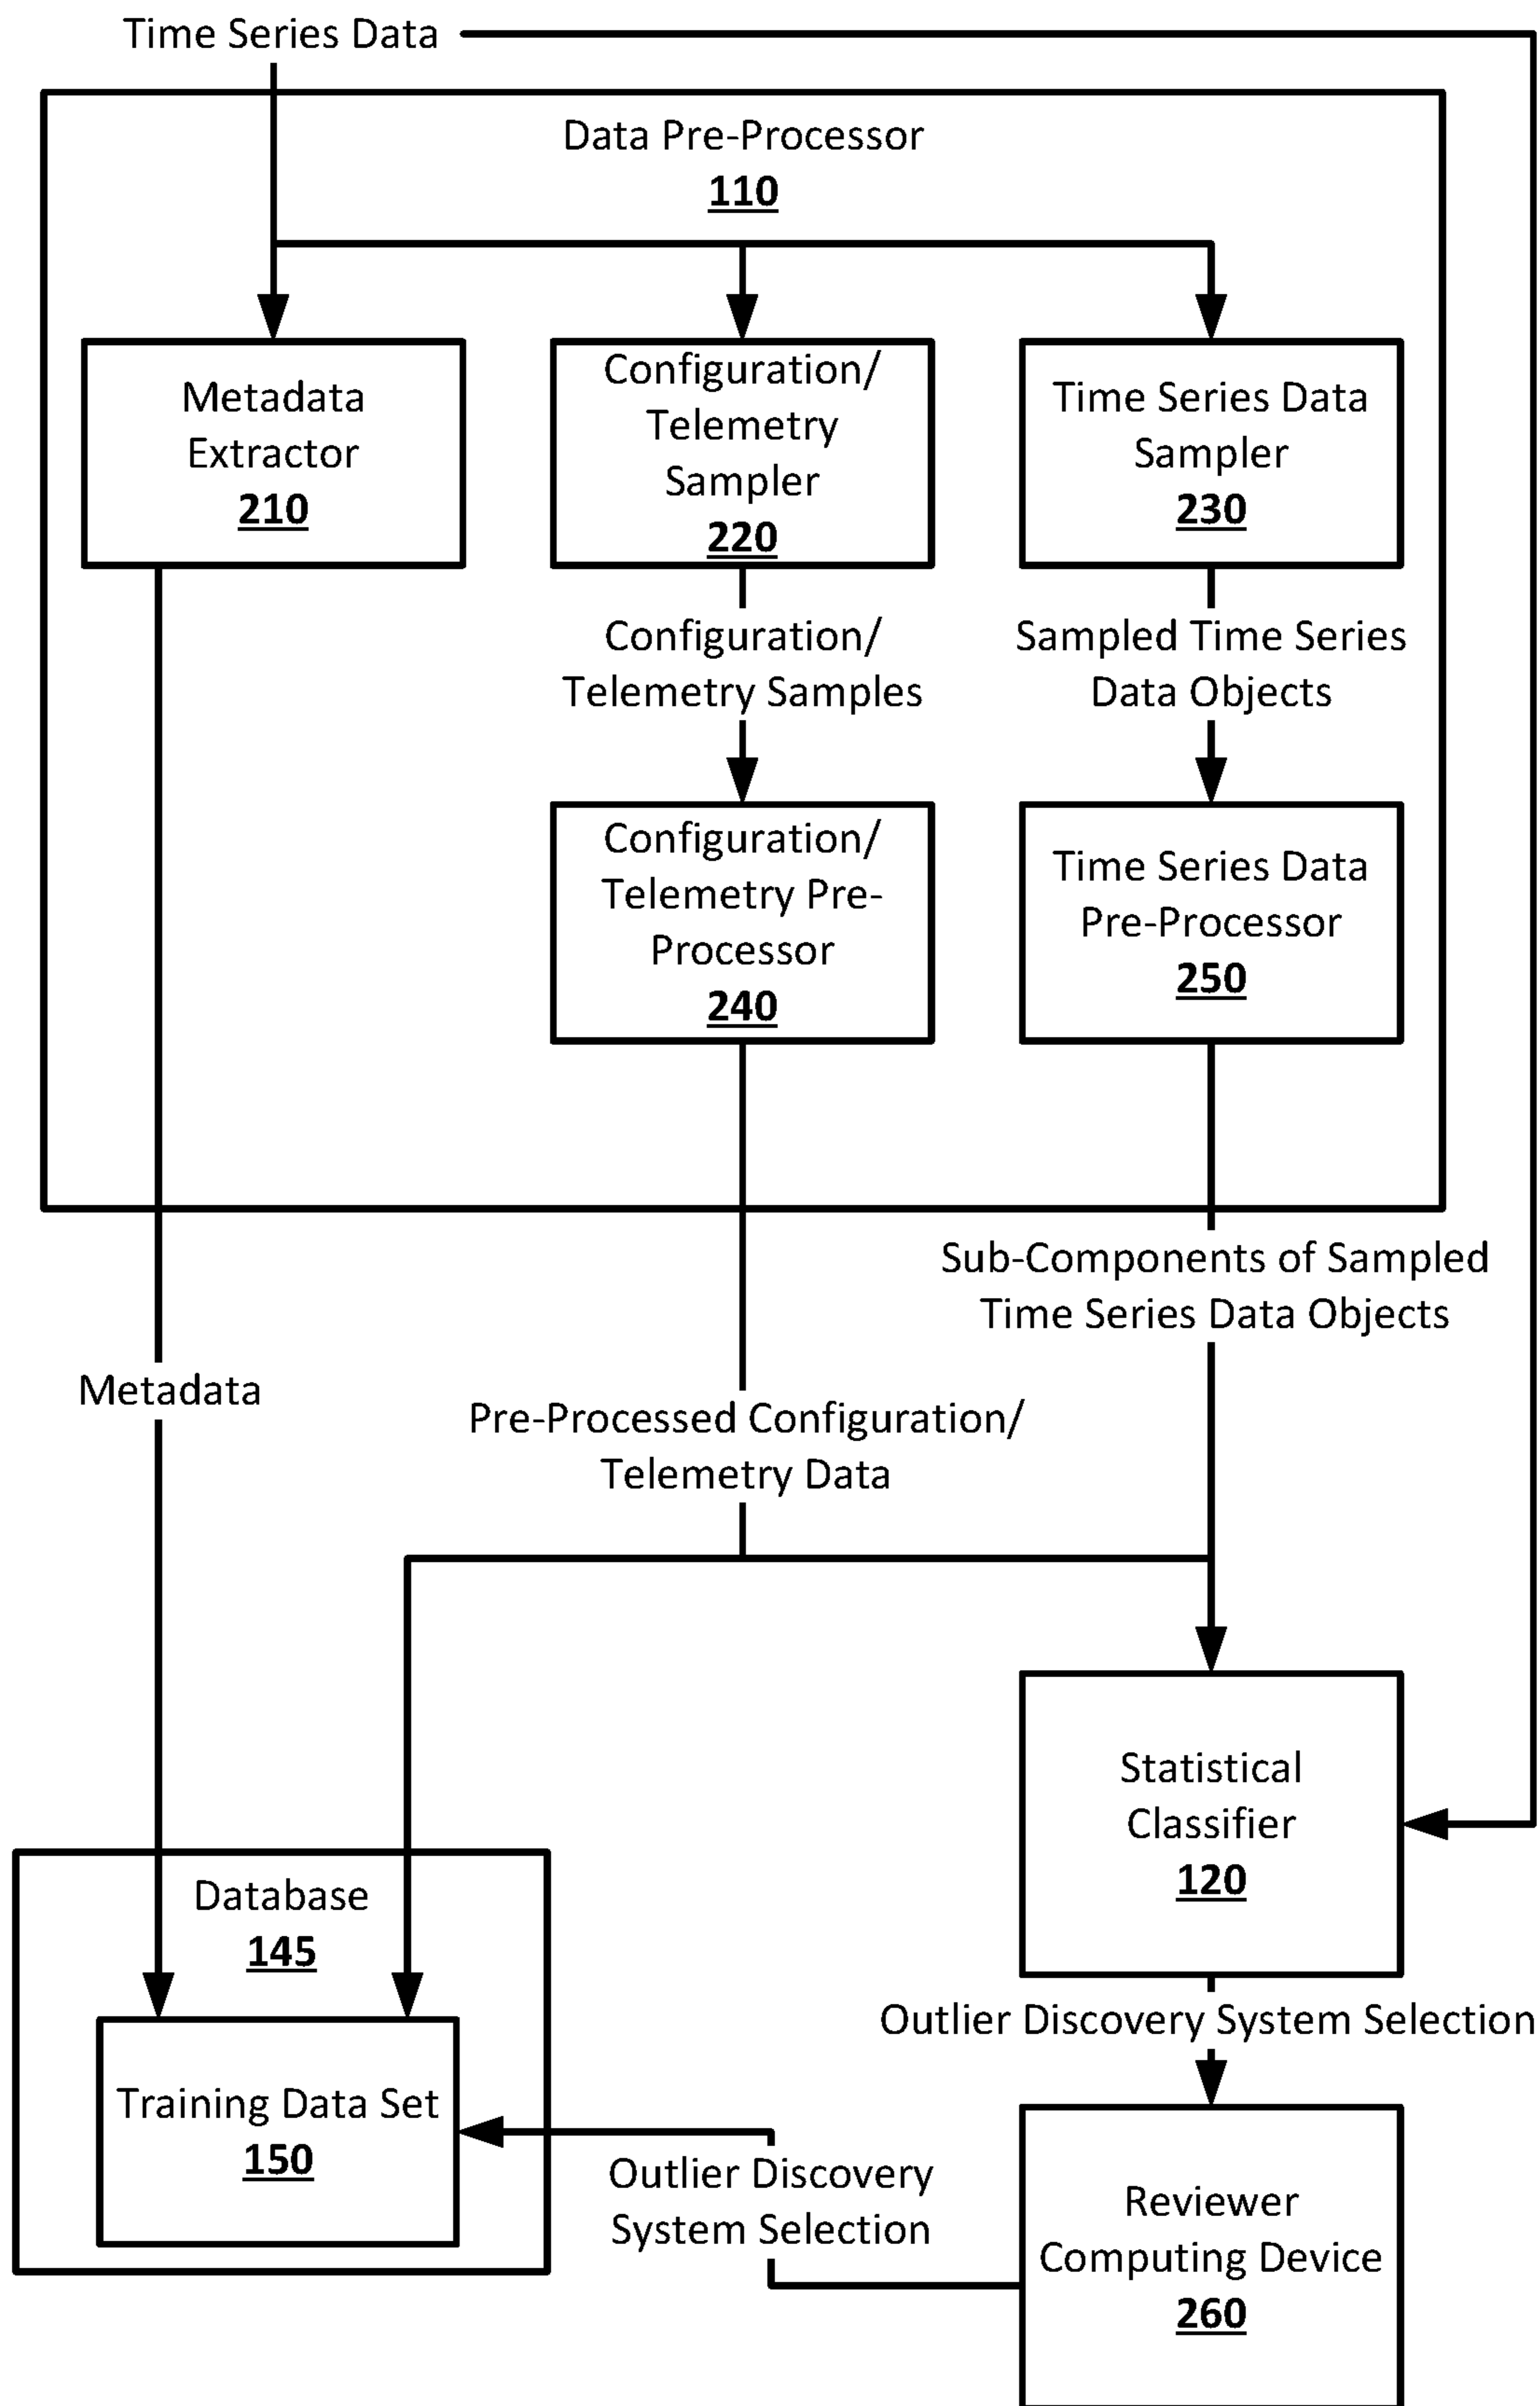 Time Series Data
Data Pre-Processor
110
Metadata
Extractor
210
Configuration/
Telemetry
Sampler
220
Time Series Data
Sampler
230
Configuration/
Telemetry Samples
Sampled Time Series
Data Objects
Configuration/
Telemetry Pre-
Processor
240
Time Series Data
Pre-Processor
250
Sub-Components of Sampled
Time Series Data Objects
Metadata
Pre-Processed Configuration/
Telemetry Data
Statistical
Classifier
120
Database
145
Outlier Discovery System Selection
Training Data Set
150
Outlier Discovery
System Selection
Reviewer
Computing Device
260